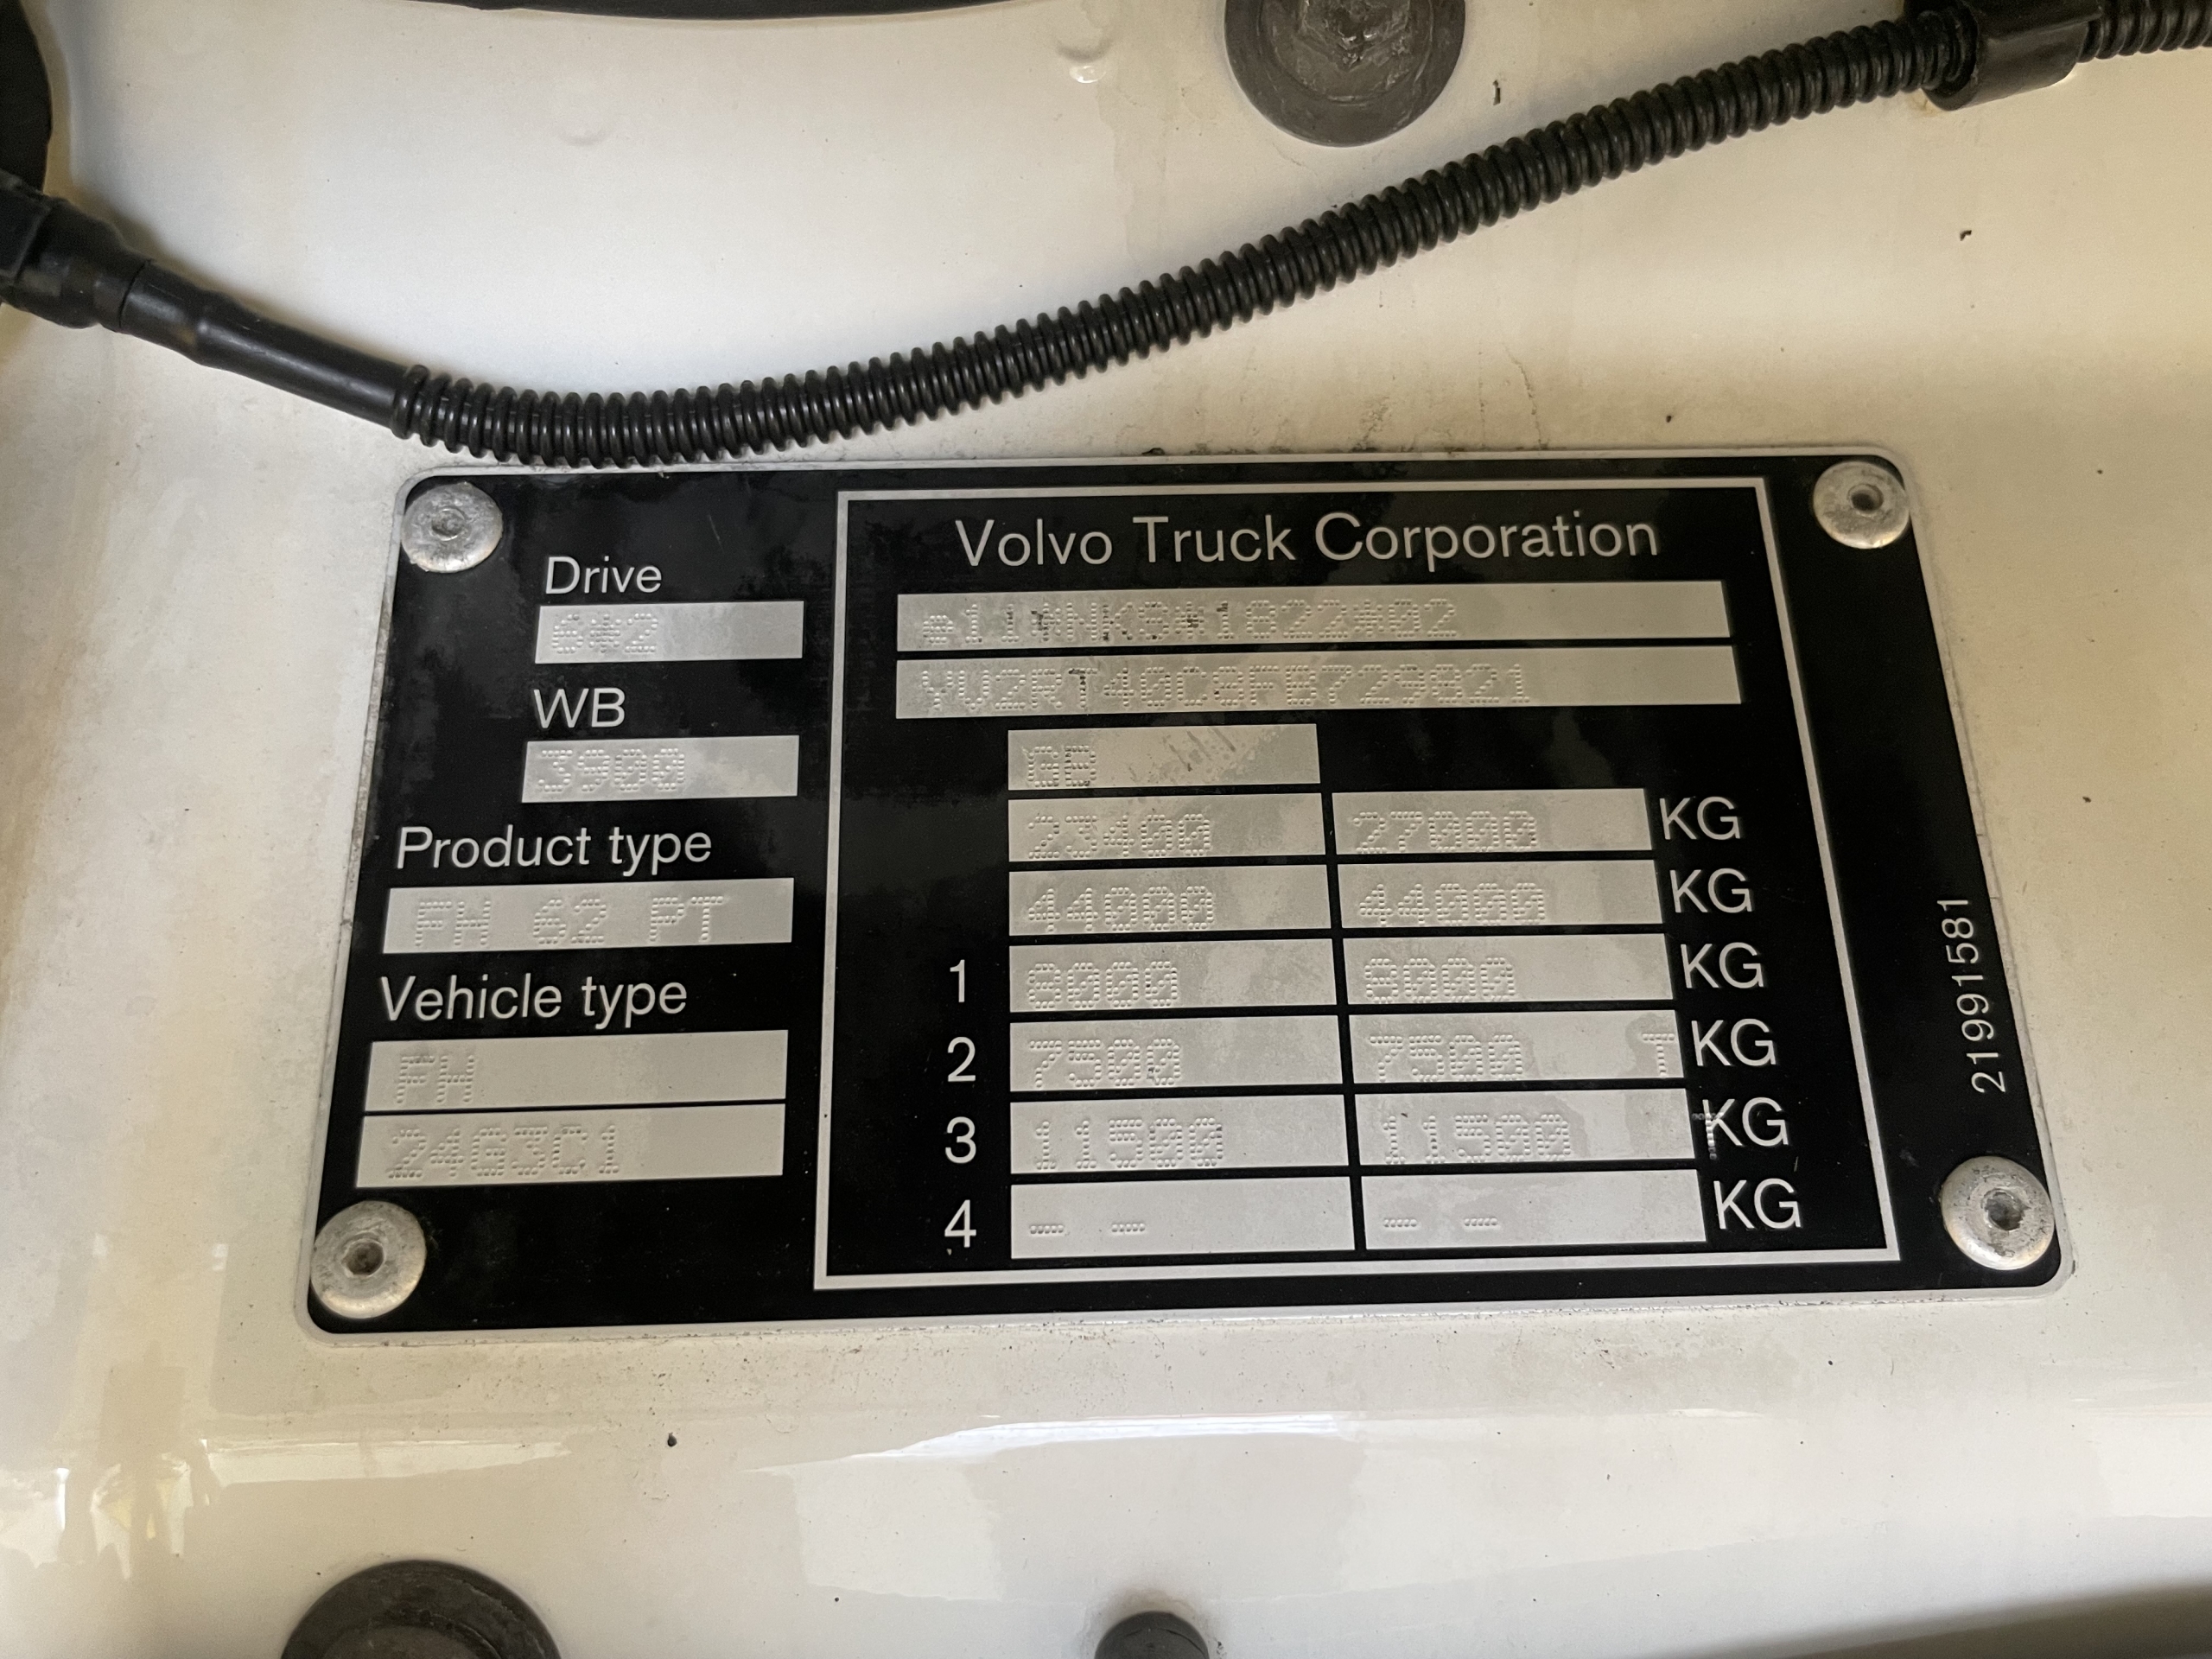 Volvo Truck Corporation
Drive
6*2
WB
3900
Product type
FH 62 PT
Vehicle type
FH
24G3C1
e11*NKS*1822*02
YV2RT40C8FB729821
GB
23400 27000 KG
44000 44000 KG
1 8000 8000 KG
2 7500 7500 T KG
3 11500 11500 KG
4 - - - - KG
21991581